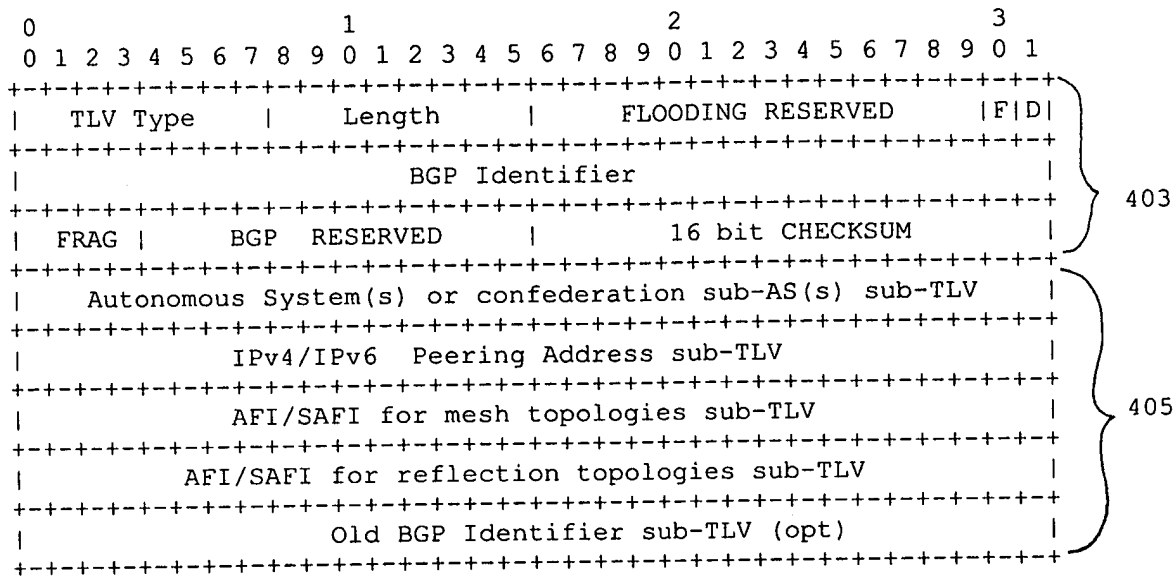 0 1 2 3
0 1 2 3 4 5 6 7 8 9 0 1 2 3 4 5 6 7 8 9 0 1 2 3 4 5 6 7 8 9 0 1
+-+-+-+-+-+-+-+-+-+-+-+-+-+-+-+-+-+-+-+-+-+-+-+-+-+-+-+-+-+-+-+-+
| TLV Type | Length | FLOODING RESERVED |F|D|
+-+-+-+-+-+-+-+-+-+-+-+-+-+-+-+-+-+-+-+-+-+-+-+-+-+-+-+-+-+-+-+-+
| BGP Identifier |
+-+-+-+-+-+-+-+-+-+-+-+-+-+-+-+-+-+-+-+-+-+-+-+-+-+-+-+-+-+-+-+-+
403
| FRAG | BGP RESERVED | 16 bit CHECKSUM |
+-+-+-+-+-+-+-+-+-+-+-+-+-+-+-+-+-+-+-+-+-+-+-+-+-+-+-+-+-+-+-+-+
| Autonomous System(s) or confederation sub-AS(s) sub-TLV |
+-+-+-+-+-+-+-+-+-+-+-+-+-+-+-+-+-+-+-+-+-+-+-+-+-+-+-+-+-+-+-+-+
| IPv4/IPv6 Peering Address sub-TLV |
+-+-+-+-+-+-+-+-+-+-+-+-+-+-+-+-+-+-+-+-+-+-+-+-+-+-+-+-+-+-+-+-+
| AFI/SAFI for mesh topologies sub-TLV |
405
+-+-+-+-+-+-+-+-+-+-+-+-+-+-+-+-+-+-+-+-+-+-+-+-+-+-+-+-+-+-+-+-+
| AFI/SAFI for reflection topologies sub-TLV |
+-+-+-+-+-+-+-+-+-+-+-+-+-+-+-+-+-+-+-+-+-+-+-+-+-+-+-+-+-+-+-+-+
| Old BGP Identifier sub-TLV (opt) |
+-+-+-+-+-+-+-+-+-+-+-+-+-+-+-+-+-+-+-+-+-+-+-+-+-+-+-+-+-+-+-+-+